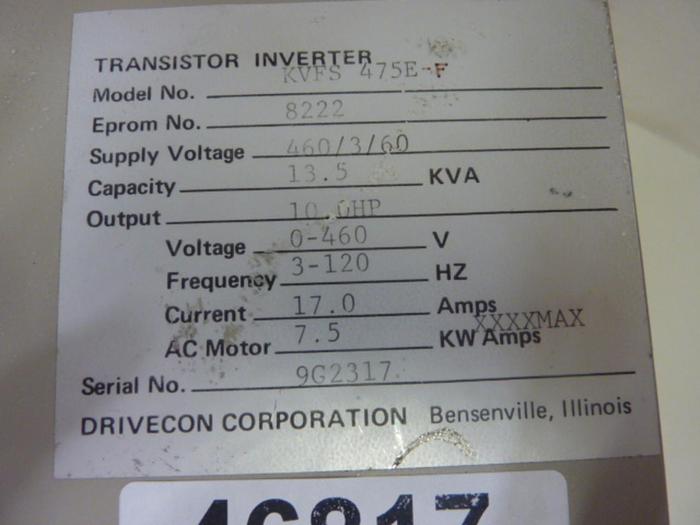 TRANSISTOR INVERTER
Model No. KVFS 475E-F
Eprom No. 8222
Supply Voltage 460/3/60
Capacity 13.5 KVA
Output 10.0HP
Voltage 0-460 V
Frequency 3-120 HZ
Current 17.0 Amps
AC Motor 7.5 KW Amps XXXXMAX
Serial No. 9G2317
DRIVECON CORPORATION Bensenville, Illinois
46817